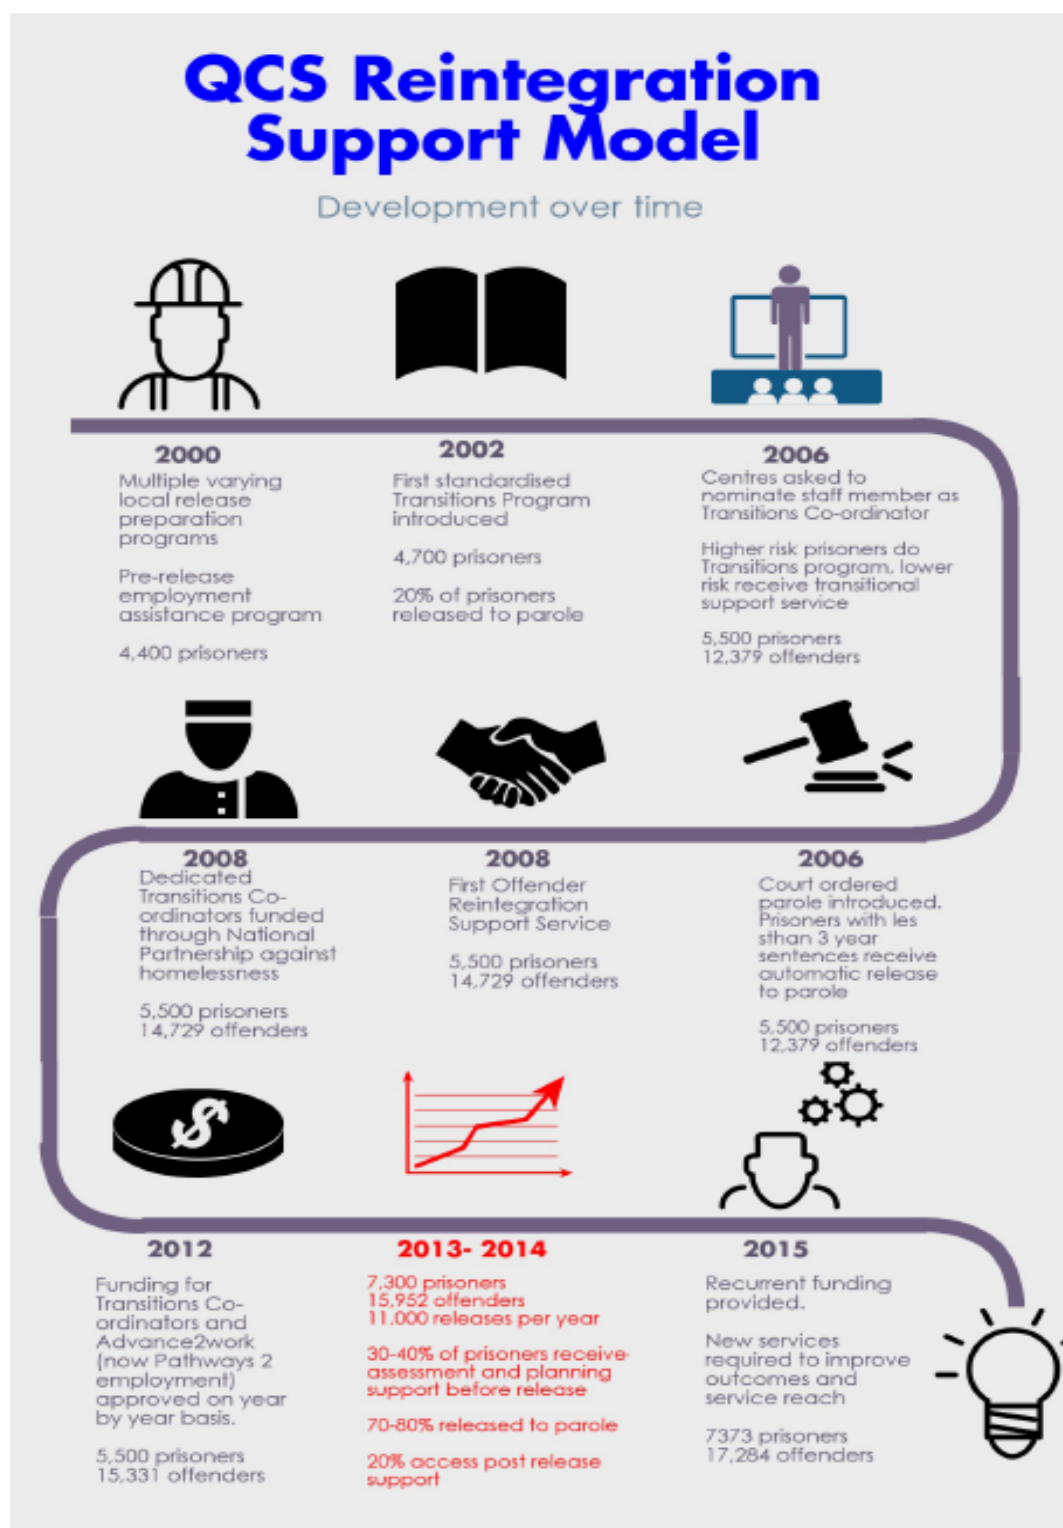 QCS Reintegration
Support Model
Development over time
2000
Multiple varying
local release
preparation
programs
Pre-release
employment
assistance program
4,400 prisoners
2002
First standardised
Transitions Program
introduced
4,700 prisoners
20% of prisoners
released to parole
2006
Centres asked to
nominate staff member as
Transitions Co-ordinator
Higher risk prisoners do
Transitions program, lower
risk receive transitional
support service
5,500 prisoners
12,379 offenders
2006
Court ordered
parole introduced.
Prisoners with les
sthan 3 year
sentences receive
automatic release
to parole
5,500 prisoners
12,379 offenders
2008
First Offender
Reintegration
Support Service
5,500 prisoners
14,729 offenders
2008
Dedicated
Transitions Co-
ordinators funded
through National
Partnership against
homelessness
5,500 prisoners
14,729 offenders
$
2012
Funding for
Transitions Co-
ordinators and
Advance2work
(now Pathways 2
employment)
approved on year
by year basis.
5,500 prisoners
15,331 offenders
2013- 2014
7,300 prisoners
15,952 offenders
11,000 releases per year
30-40% of prisoners receive
assessment and planning
support before release
70-80% released to parole
20% access post release
support
2015
Recurrent funding
provided.
New services
required to improve
outcomes and
service reach
7373 prisoners
17,284 offenders